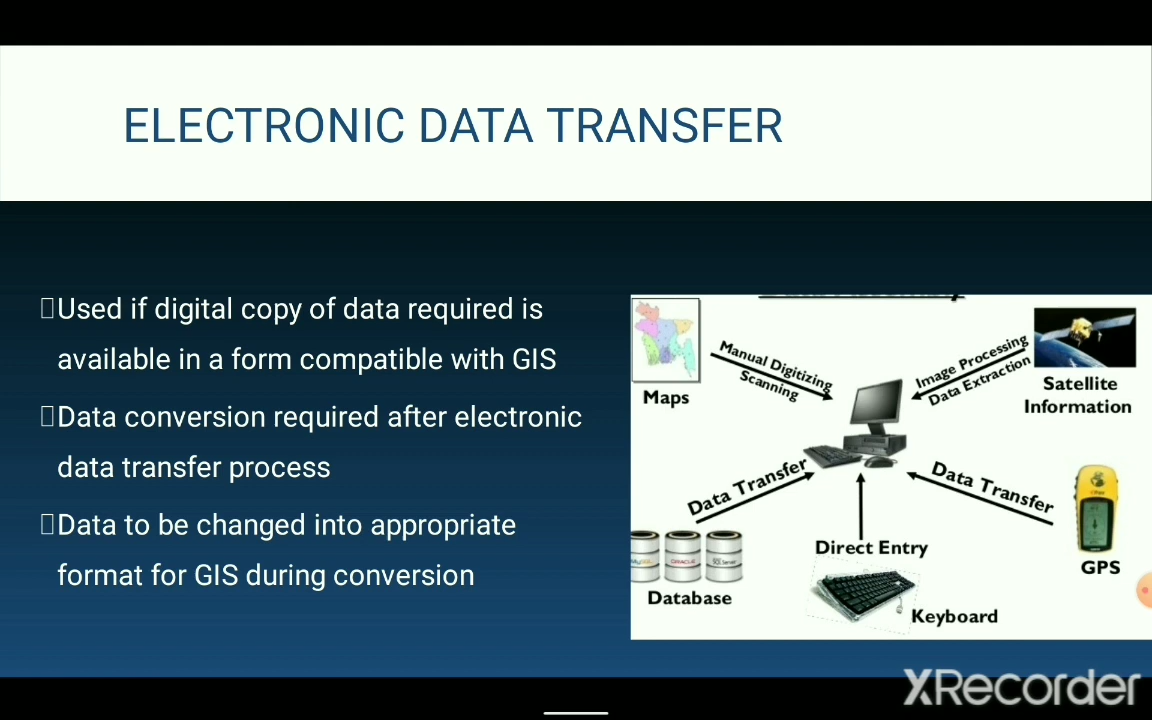 ELECTRONIC DATA TRANSFER
Used if digital copy of data required is
available in a form compatible with GIS
Data conversion required after electronic
data transfer process
Data to be changed into appropriate
format for GIS during conversion
Maps
Manual Digitizing
Scanning
Image Processing
Data Extraction
Satellite
Information
Data Transfer
Data Transfer
Direct Entry
ORACLE
Database
Keyboard
GPS
XRecorder